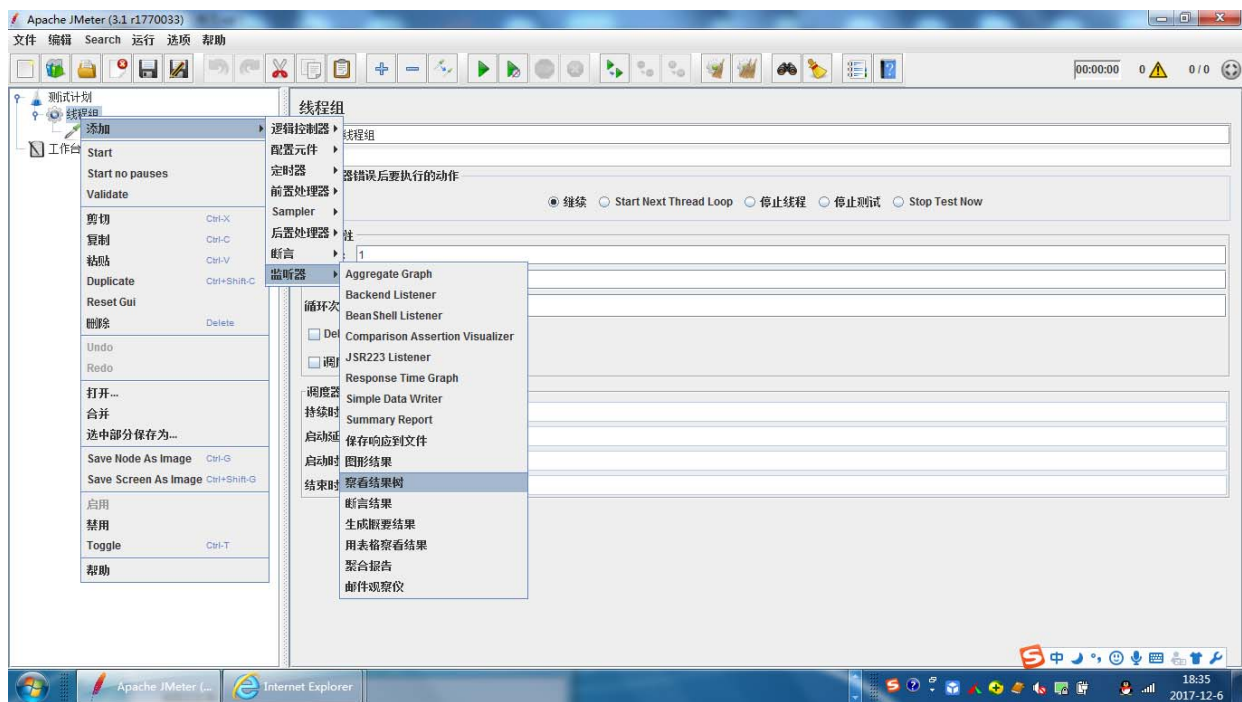 Apache JMeter (3.1 r1770033)
文件 编辑 Search 运行 选项 帮助
00:00:00 0 0 / 0
测试计划
线程组
工作台
添加
Start
Start no pauses
Validate
剪切 Ctrl-X
复制 Ctrl-C
粘贴 Ctrl-V
Duplicate Ctrl+Shift-C
Reset Gui
删除 Delete
Undo
Redo
打开...
合并
选中部分保存为...
Save Node As Image Ctrl-G
Save Screen As Image Ctrl+Shift-G
启用
禁用
Toggle Ctrl-T
帮助
逻辑控制器
配置元件
定时器
前置处理器
Sampler
后置处理器
断言
监听器
Aggregate Graph
Backend Listener
BeanShell Listener
Comparison Assertion Visualizer
JSR223 Listener
Response Time Graph
Simple Data Writer
Summary Report
保存响应到文件
图形结果
察看结果树
断言结果
生成概要结果
用表格察看结果
聚合报告
邮件观察仪
线程组
线程组
器错误后要执行的动作
继续 Start Next Thread Loop 停止线程 停止测试 Stop Test Now
性
: 1
循环次
Del
调度器
持续时
启动延
启动时
结束时
中
Apache JMeter (...
Internet Explorer
18:35
2017-12-6